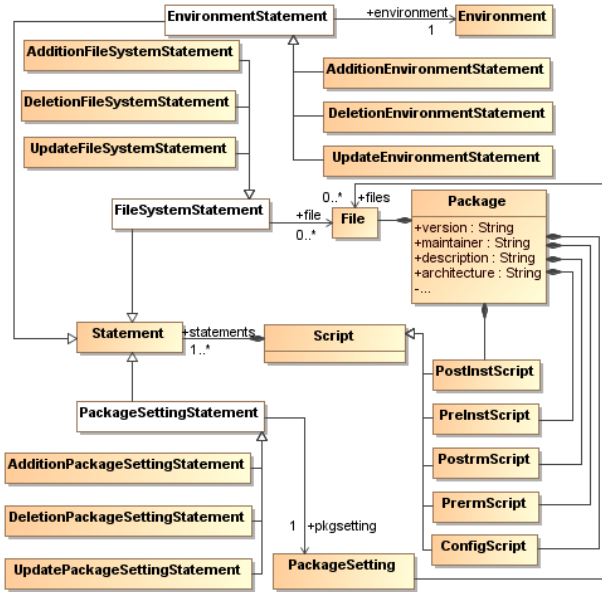 EnvironmentStatement
+environment
1
Environment
AdditionFileSystemStatement
AdditionEnvironmentStatement
DeletionFileSystemStatement
DeletionEnvironmentStatement
UpdateFileSystemStatement
UpdateEnvironmentStatement
FileSystemStatement
+file
0..*
0..*
+files
File
Package
+version : String
+maintainer : String
+description : String
+architecture : String
-...
Statement
+statements
1..*
Script
PostInstScript
PreInstScript
PostrmScript
PrermScript
ConfigScript
PackageSettingStatement
AdditionPackageSettingStatement
DeletionPackageSettingStatement
UpdatePackageSettingStatement
1
+pkgsetting
PackageSetting